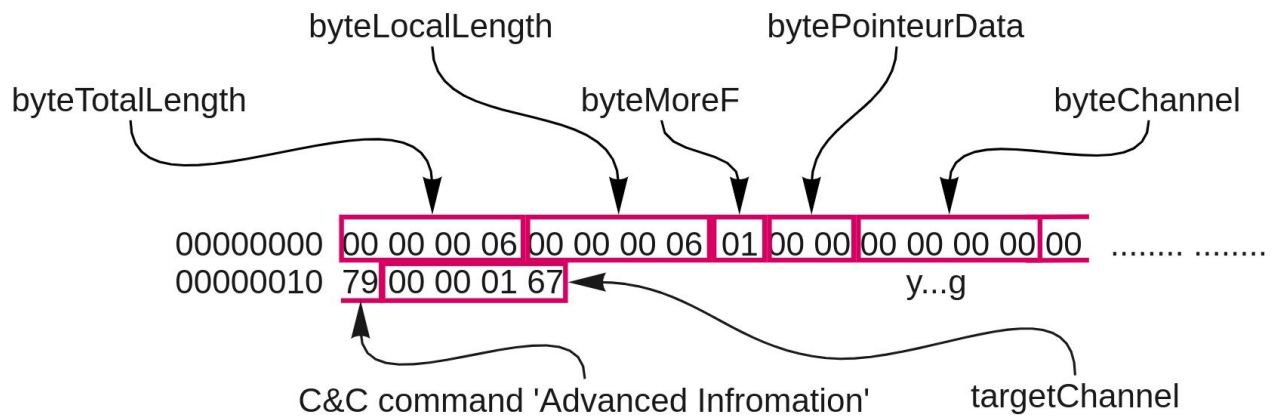 byteLocalLength
bytePointeurData
byteTotalLength
byteMoreF
byteChannel
00000000 00 00 00 06 00 00 00 06 01 00 00 00 00 00 00 00 ........ ........
00000010 79 00 00 01 67 y...g
C&C command 'Advanced Infromation'
targetChannel